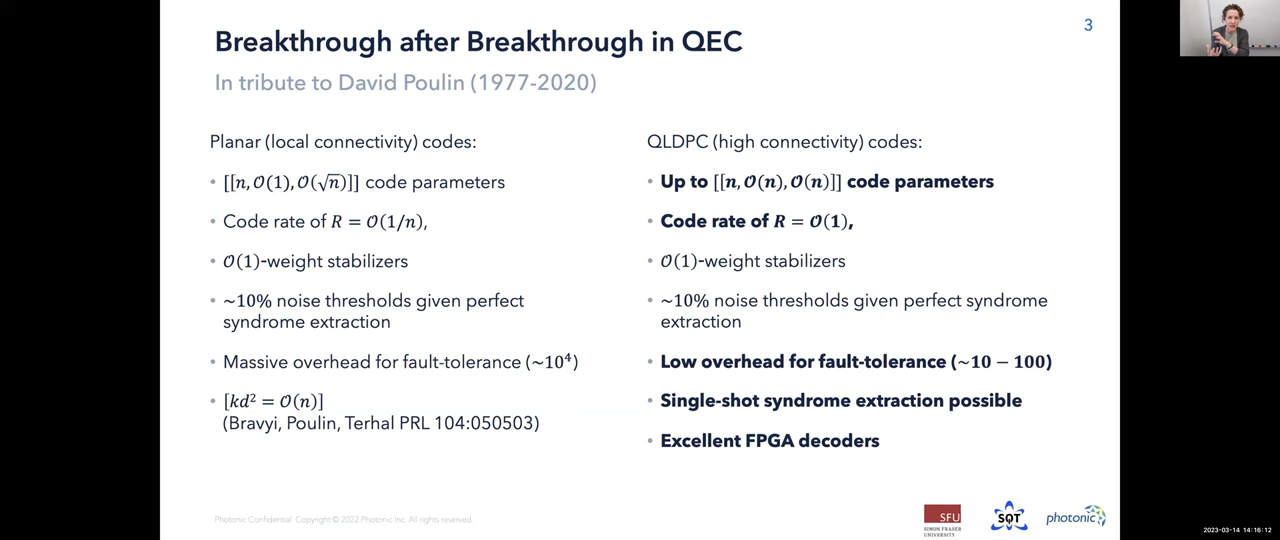 3
Breakthrough after Breakthrough in QEC
In tribute to David Poulin (1977-2020)
Planar (local connectivity) codes:
• [[n, 𝒪(1), 𝒪(√n)]] code parameters
• Code rate of R = 𝒪(1/n),
• 𝒪(1)-weight stabilizers
• ~10% noise thresholds given perfect
syndrome extraction
• Massive overhead for fault-tolerance (~10⁴)
• [kd² = 𝒪(n)]
(Bravyi, Poulin, Terhal PRL 104:050503)
QLDPC (high connectivity) codes:
• Up to [[n, 𝒪(n), 𝒪(n)]] code parameters
• Code rate of R = 𝒪(1),
• 𝒪(1)-weight stabilizers
• ~10% noise thresholds given perfect syndrome
extraction
• Low overhead for fault-tolerance (~10 − 100)
• Single-shot syndrome extraction possible
• Excellent FPGA decoders
Photonic Confidential. Copyright © 2022 Photonic Inc. All rights reserved.
SFU
SIMON FRASER
UNIVERSITY
SQT
photonic
2023-03-14 14:16:12